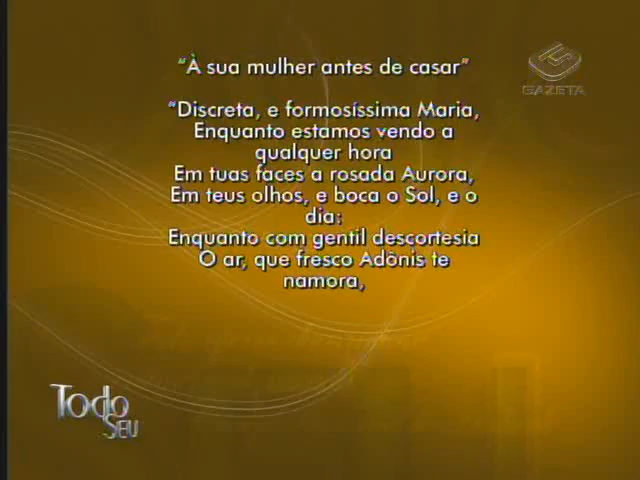 “À sua mulher antes de casar”
“Discreta, e formosíssima Maria,
Enquanto estamos vendo a
qualquer hora
Em tuas faces a rosada Aurora,
Em teus olhos, e boca o Sol, e o
dia:
Enquanto com gentil descortesia
O ar, que fresco Adônis te
namora,
GAZETA
Todo
SEU